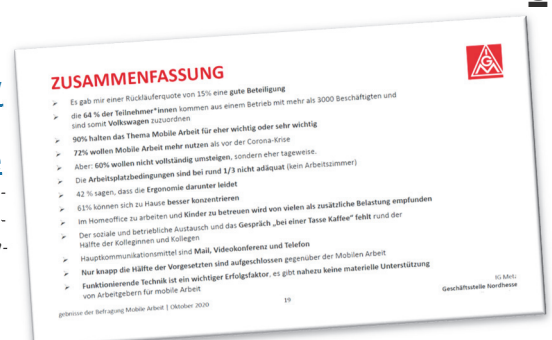 ZUSAMMENFASSUNG
IGM
➢ Es gab mir einer Rückläuferquote von 15% eine gute Beteiligung
➢ die 64 % der Teilnehmer*innen kommen aus einem Betrieb mit mehr als 3000 Beschäftigten und
sind somit Volkswagen zuzuordnen
➢ 90% halten das Thema Mobile Arbeit für eher wichtig oder sehr wichtig
➢ 72% wollen Mobile Arbeit mehr nutzen als vor der Corona-Krise
➢ Aber: 60% wollen nicht vollständig umsteigen, sondern eher tageweise.
➢ Die Arbeitsplatzbedingungen sind bei rund 1/3 nicht adäquat (kein Arbeitszimmer)
➢ 42 % sagen, dass die Ergonomie darunter leidet
➢ 61% können sich zu Hause besser konzentrieren
➢ Im Homeoffice zu arbeiten und Kinder zu betreuen wird von vielen als zusätzliche Belastung empfunden
➢ Der soziale und betriebliche Austausch und das Gespräch „bei einer Tasse Kaffee“ fehlt rund der
Hälfte der Kolleginnen und Kollegen
➢ Hauptkommunikationsmittel sind Mail, Videokonferenz und Telefon
➢ Nur knapp die Hälfte der Vorgesetzten sind aufgeschlossen gegenüber der Mobilen Arbeit
➢ Funktionierende Technik ist ein wichtiger Erfolgsfaktor, es gibt nahezu keine materielle Unterstützung
von Arbeitgebern für mobile Arbeit
gebnisse der Befragung Mobile Arbeit | Oktober 2020
19
IG Meta
Geschäftsstelle Nordhesse